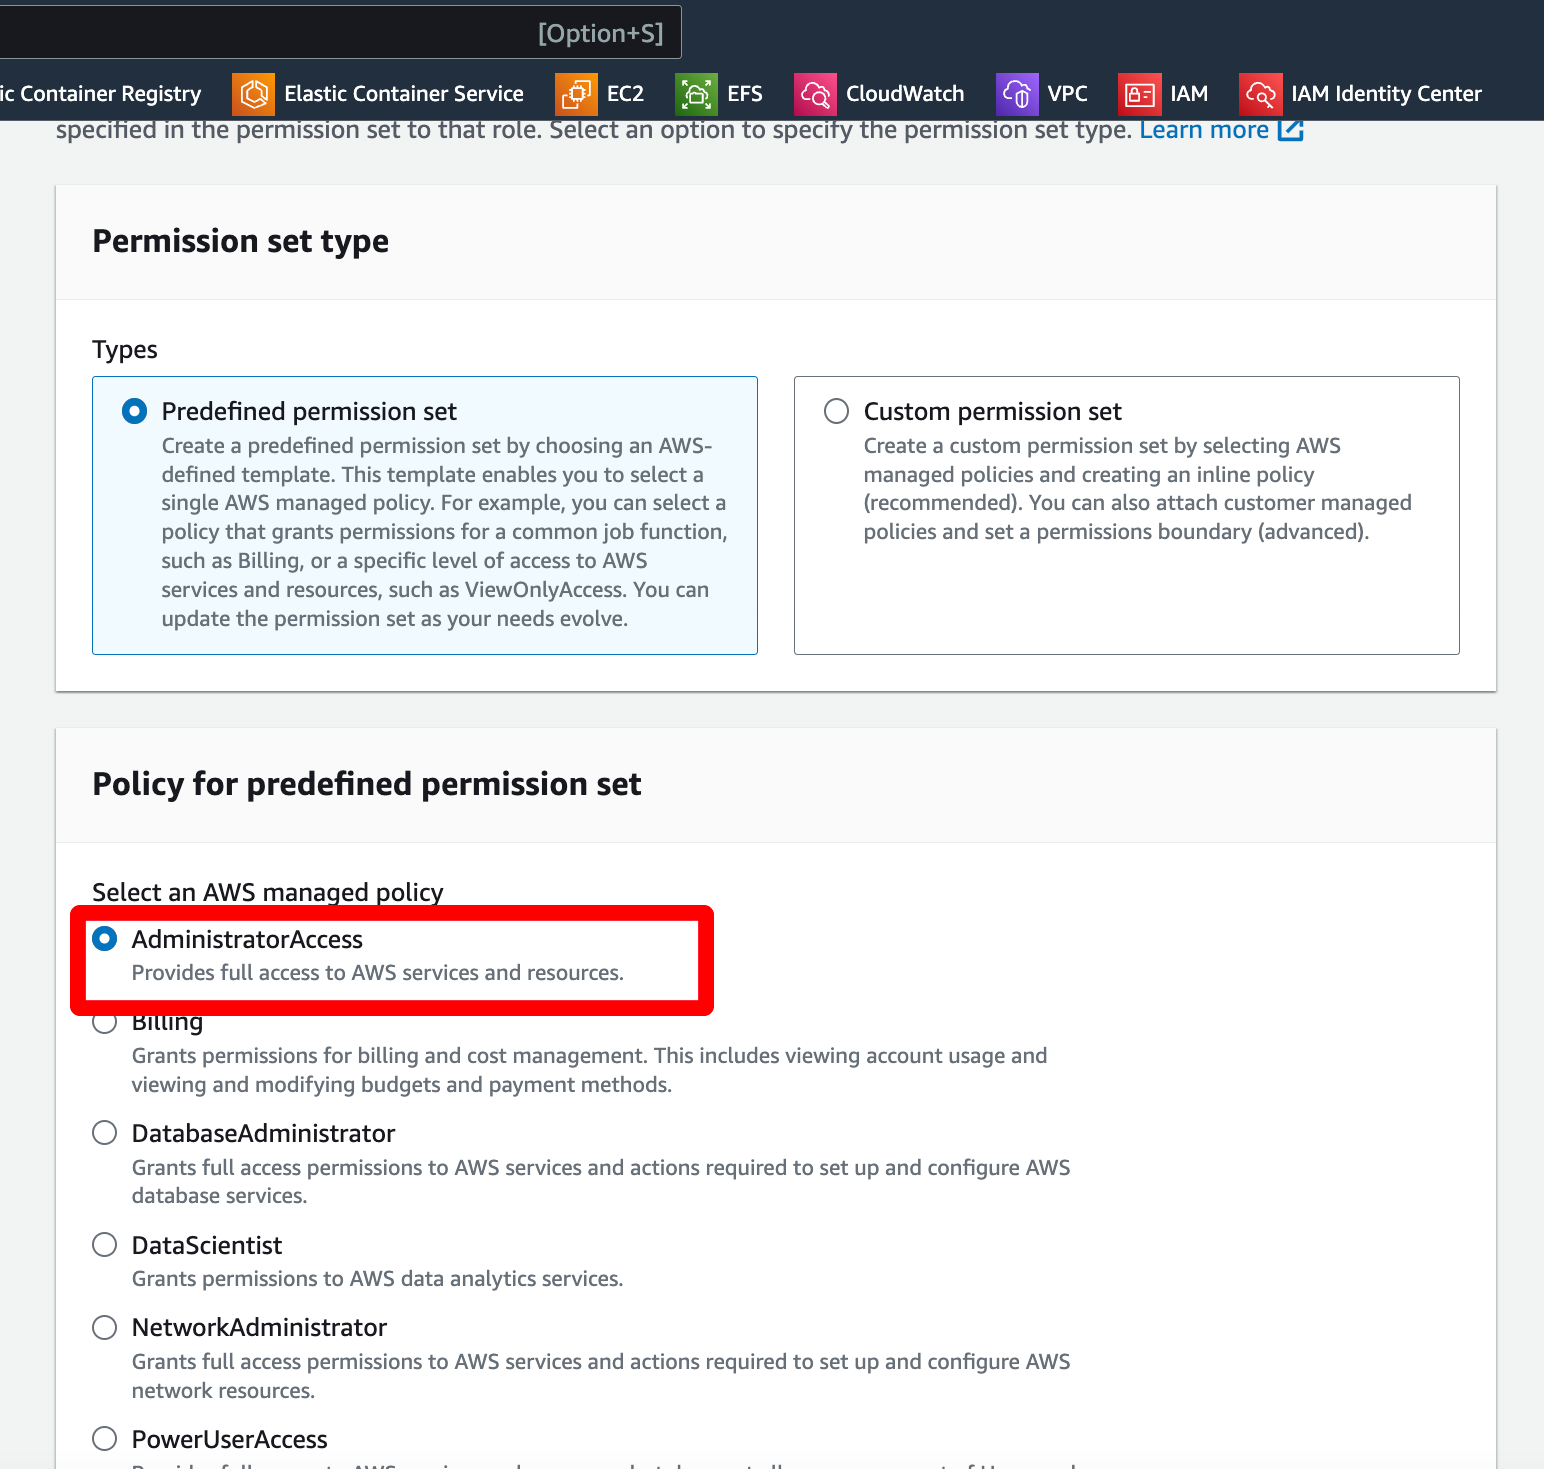 [Option+S]
ic Container Registry Elastic Container Service EC2 EFS CloudWatch VPC IAM IAM Identity Center
specified in the permission set to that role. Select an option to specify the permission set type. Learn more
Permission set type
Types
Predefined permission set
Create a predefined permission set by choosing an AWS-
defined template. This template enables you to select a
single AWS managed policy. For example, you can select a
policy that grants permissions for a common job function,
such as Billing, or a specific level of access to AWS
services and resources, such as ViewOnlyAccess. You can
update the permission set as your needs evolve.
Custom permission set
Create a custom permission set by selecting AWS
managed policies and creating an inline policy
(recommended). You can also attach customer managed
policies and set a permissions boundary (advanced).
Policy for predefined permission set
Select an AWS managed policy
AdministratorAccess
Provides full access to AWS services and resources.
Billing
Grants permissions for billing and cost management. This includes viewing account usage and
viewing and modifying budgets and payment methods.
DatabaseAdministrator
Grants full access permissions to AWS services and actions required to set up and configure AWS
database services.
DataScientist
Grants permissions to AWS data analytics services.
NetworkAdministrator
Grants full access permissions to AWS services and actions required to set up and configure AWS
network resources.
PowerUserAccess